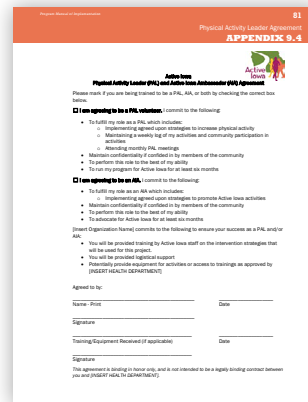 Program Manual of Implementation
81
Physical Activity Leader Agreement
APPENDIX 9.4
Active
Iowa
Active Iowa
Physical Activity Leader (PAL) and Active Iowa Ambassador (AIA) Agreement
Please mark if you are being trained to be a PAL, AIA, or both by checking the correct box
below.
☐ I am agreeing to be a PAL volunteer, I commit to the following:
• To fulfill my role as a PAL which includes:
o Implementing agreed upon strategies to increase physical activity
o Maintaining a weekly log of my activities and community participation in
activities
o Attending monthly PAL meetings
• Maintain confidentiality if confided in by members of the community
• To perform this role to the best of my ability
• To run my program for Active Iowa for at least six months
☐ I am agreeing to be an AIA, I commit to the following:
• To fulfill my role as an AIA which includes:
o Implementing agreed upon strategies to promote Active Iowa activities
• Maintain confidentiality if confided in by members of the community
• To perform this role to the best of my ability
• To advocate for Active Iowa for at least six months
[Insert Organization Name] commits to the following to ensure your success as a PAL and/or
AIA:
• You will be provided training by Active Iowa staff on the intervention strategies that
will be used for this project.
• You will be provided logistical support
• Potentially provide equipment for activities or access to trainings as approved by
[INSERT HEALTH DEPARTMENT]
Agreed to by:
Name - Print Date
Signature
Training/Equipment Received (if applicable) Date
Signature
This agreement is binding in honor only, and is not intended to be a legally binding contract between
you and [INSERT HEALTH DEPARTMENT].